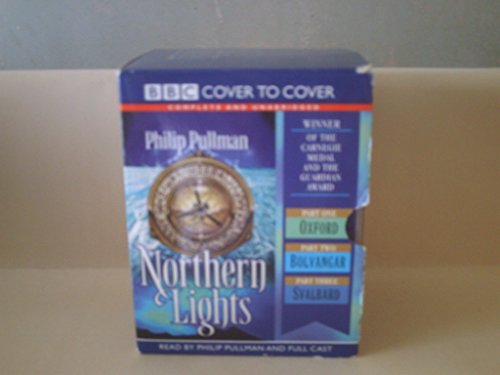 BBC COVER TO COVER
COMPLETE AND UNABRIDGED
Philip Pullman
Northern
Lights
WINNER
OF THE
CARNEGIE
MEDAL
AND THE
GUARDIAN
AWARD
PART ONE
OXFORD
PART TWO
BOLVANGAR
PART THREE
SVALBARD
READ BY PHILIP PULLMAN AND FULL CAST